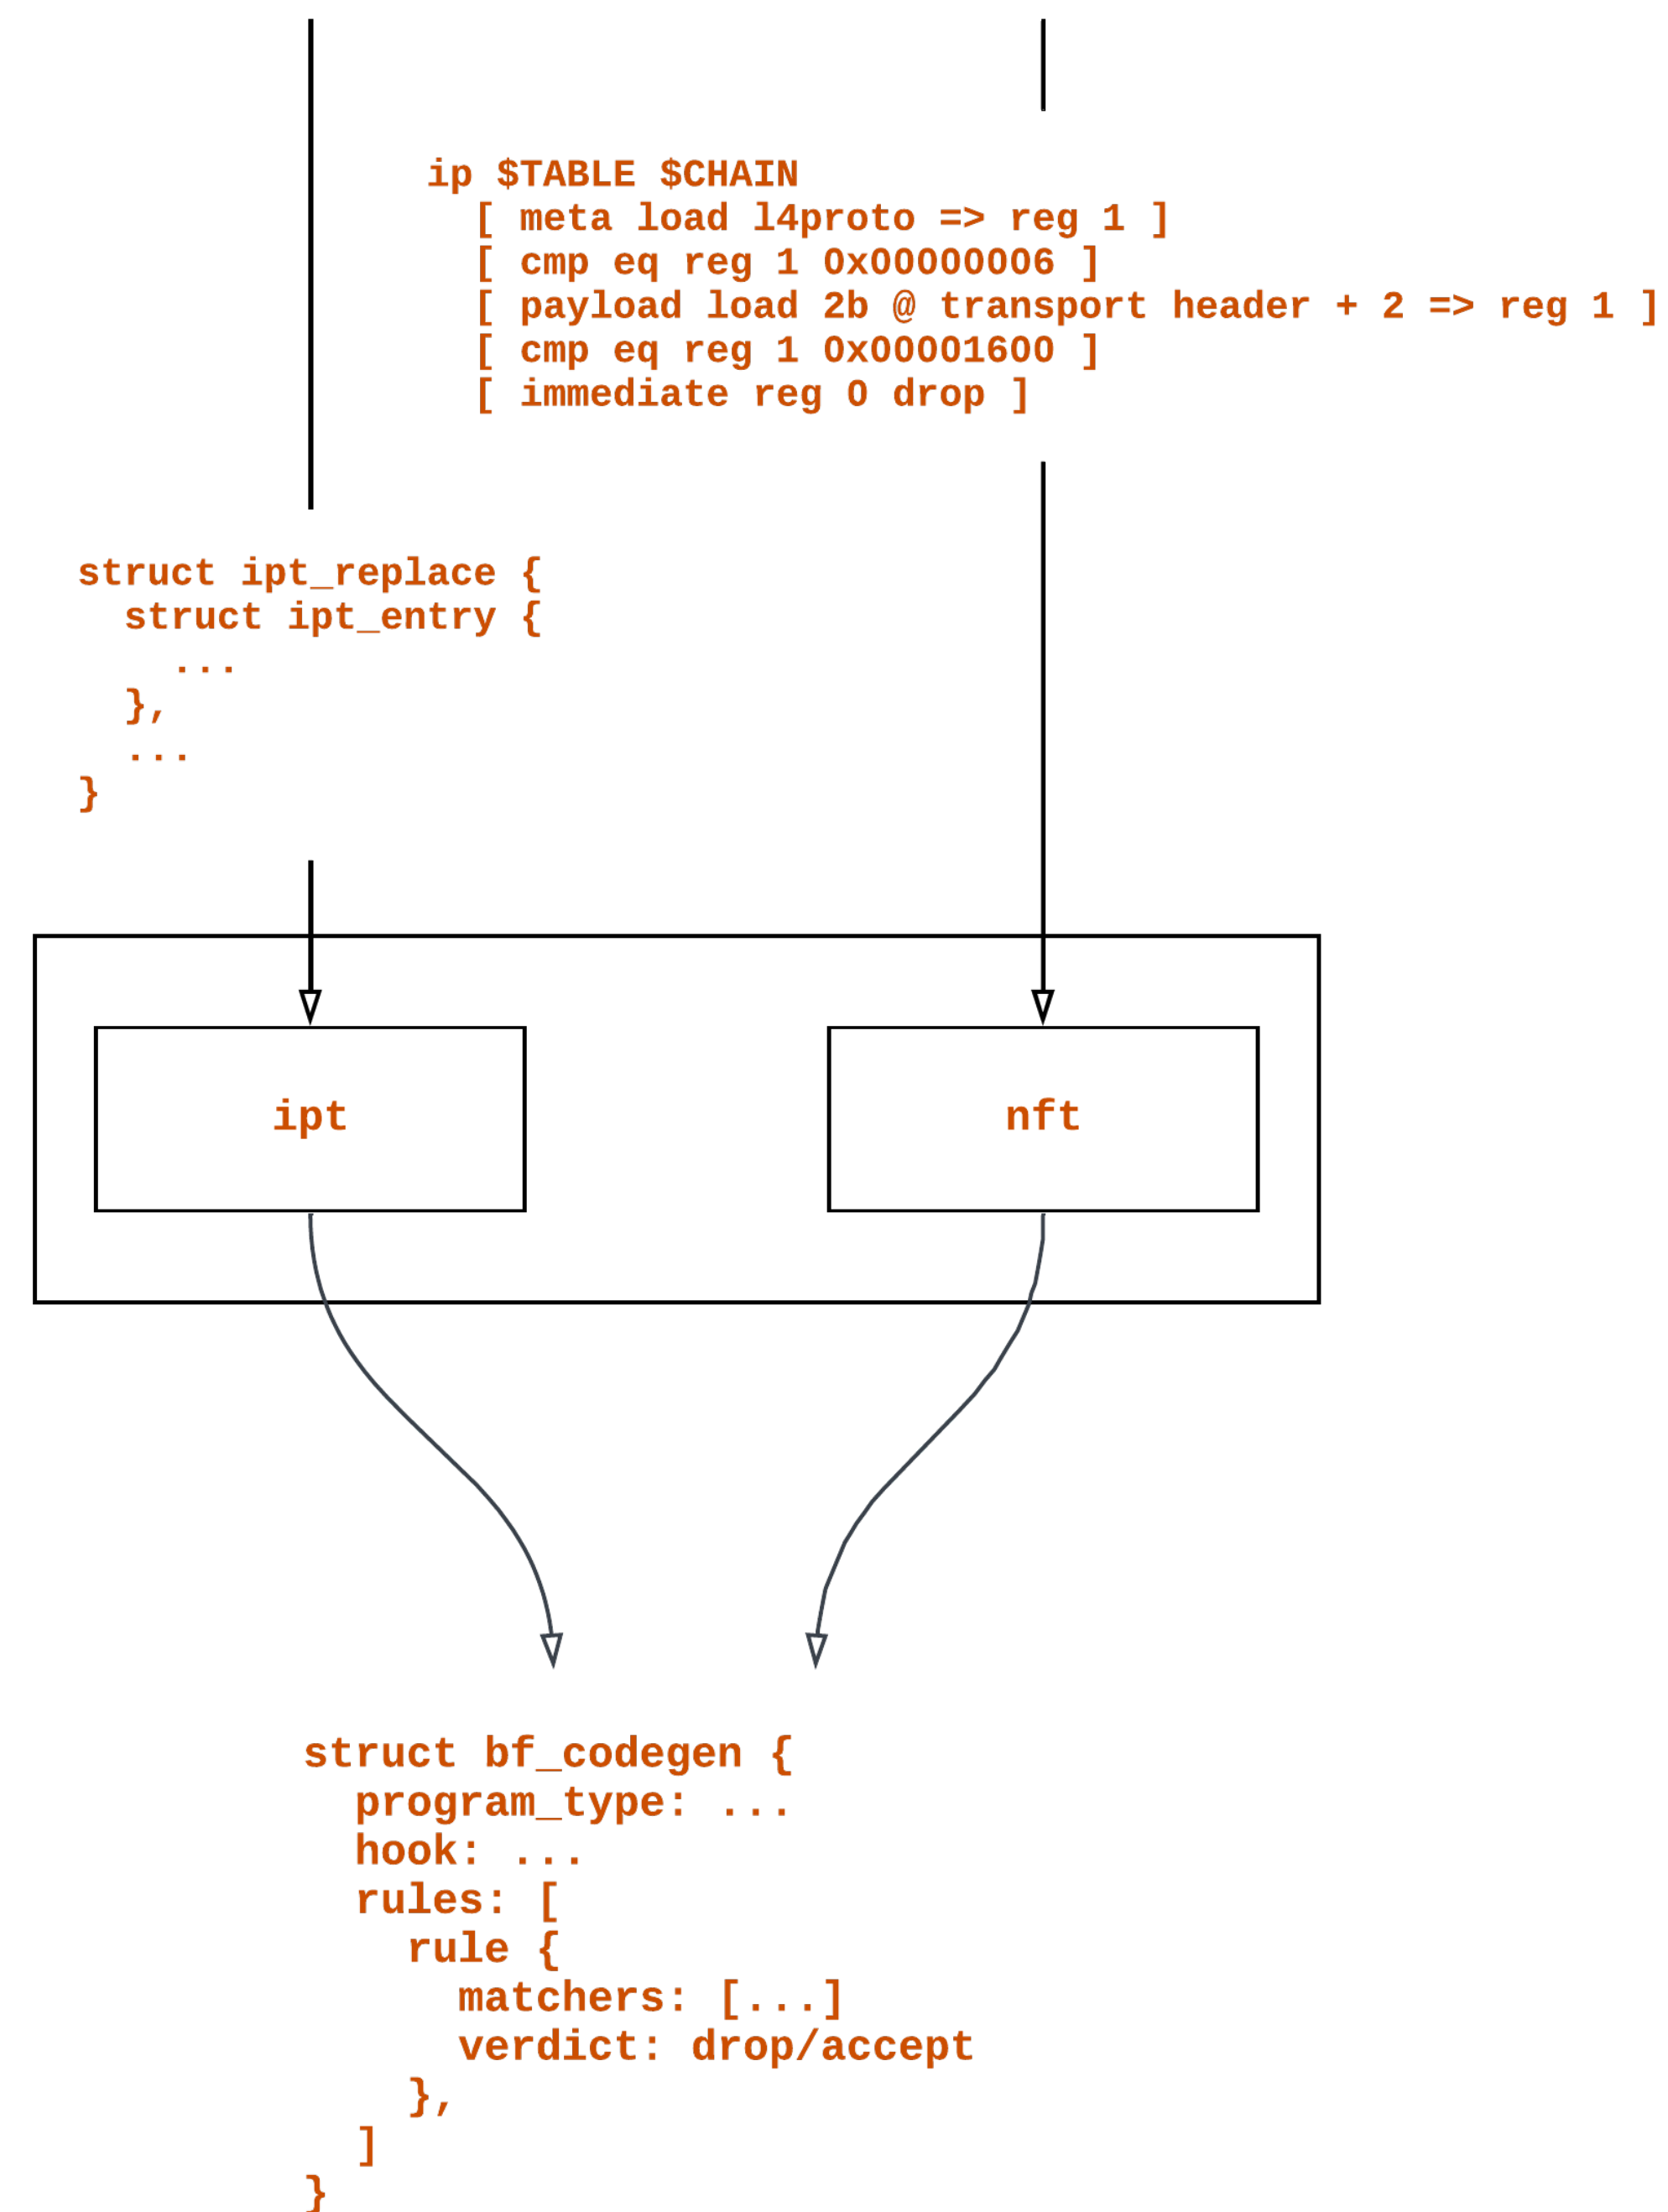 ip $TABLE $CHAIN
[ meta load l4proto => reg 1 ]
[ cmp eq reg 1 0x00000006 ]
[ payload load 2b @ transport header + 2 => reg 1 ]
[ cmp eq reg 1 0x00001600 ]
[ immediate reg 0 drop ]
struct ipt_replace {
struct ipt_entry {
...
},
...
}
ipt
nft
struct bf_codegen {
program_type: ...
hook: ...
rules: [
rule {
matchers: [...]
verdict: drop/accept
},
]
}